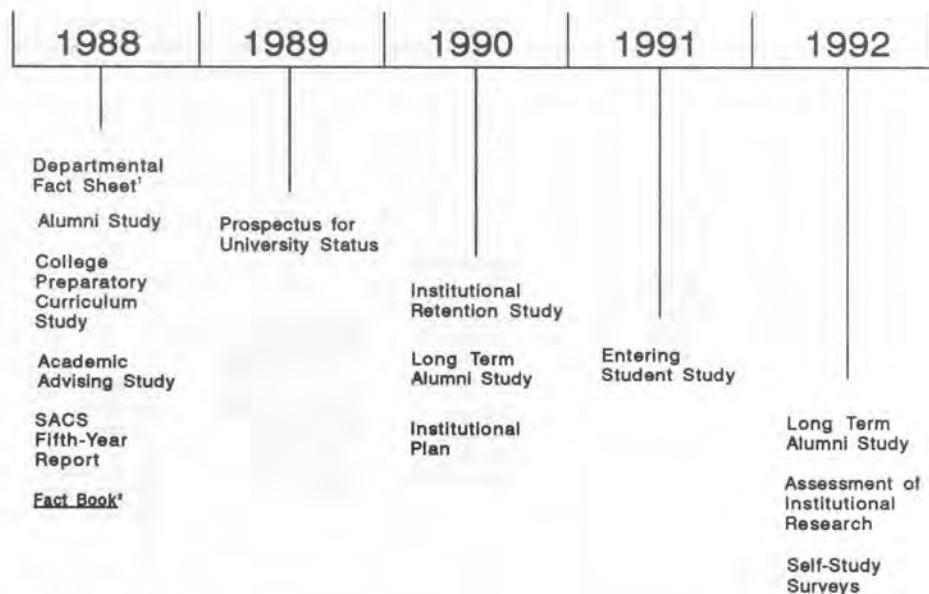 1988
1989
1990
1991
1992
Departmental
Fact Sheet¹
Alumni Study
College
Preparatory
Curriculum
Study
Academic
Advising Study
SACS
Fifth-Year
Report
Fact Book²
Prospectus for
University Status
Institutional
Retention Study
Long Term
Alumni Study
Institutional
Plan
Entering
Student Study
Long Term
Alumni Study
Assessment of
Institutional
Research
Self-Study
Surveys